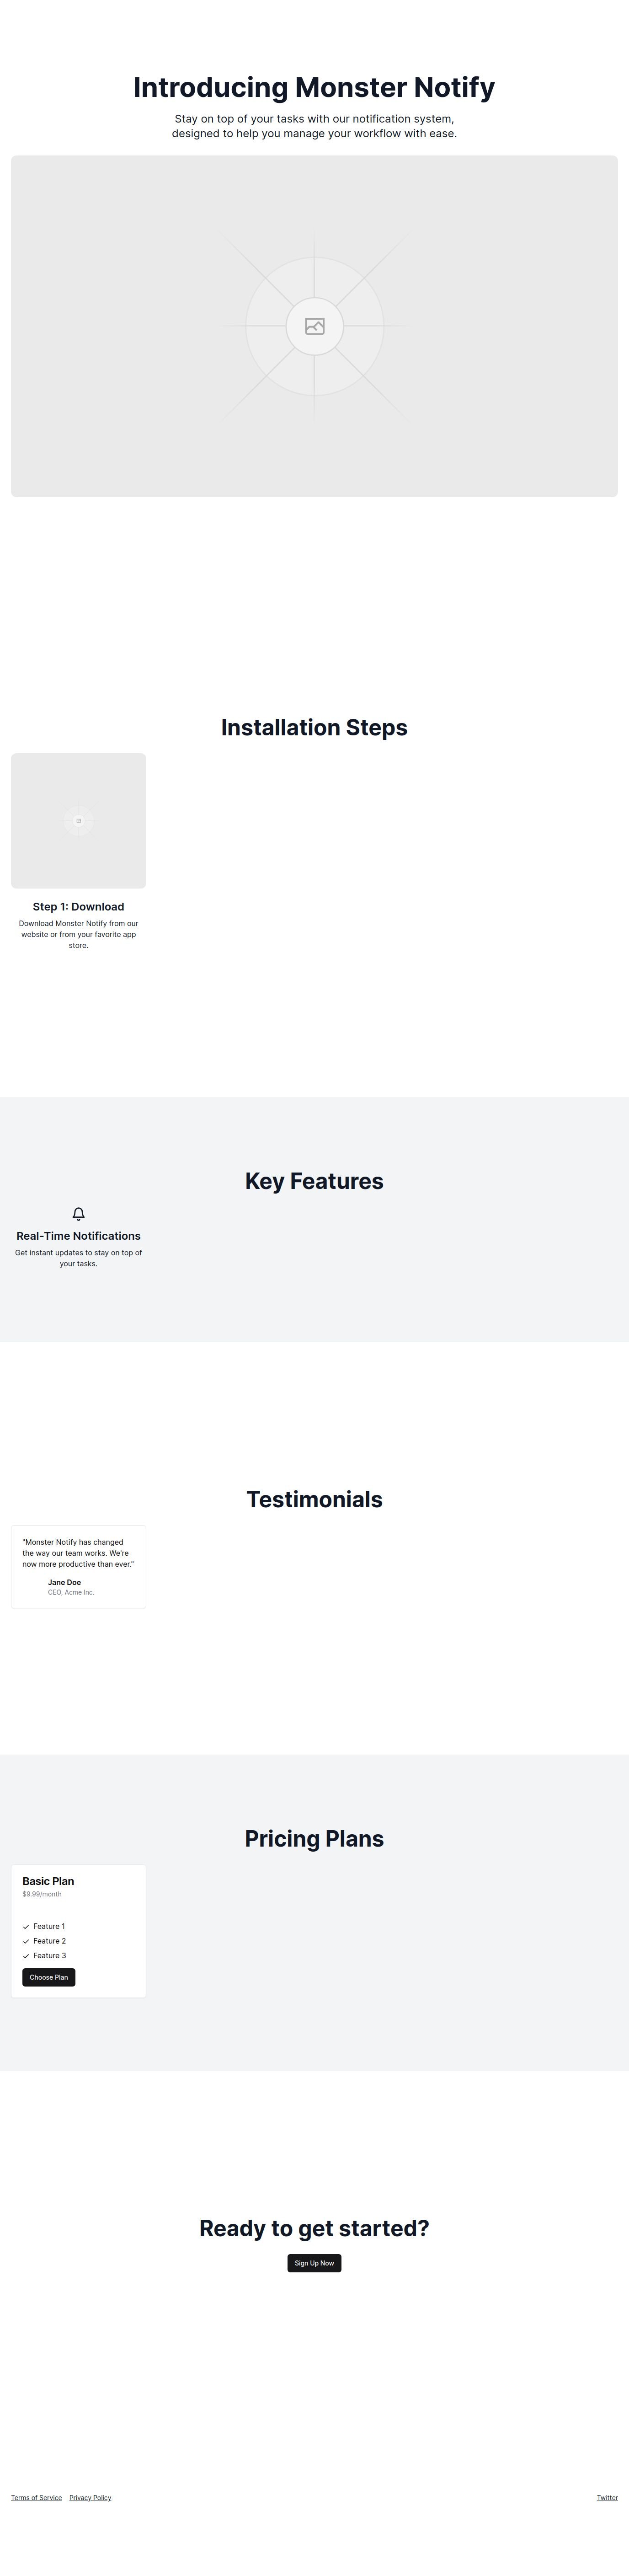 Introducing Monster Notify
Stay on top of your tasks with our notification system,
designed to help you manage your workflow with ease.
Installation Steps
Step 1: Download
Download Monster Notify from our
website or from your favorite app
store.
Key Features
Real-Time Notifications
Get instant updates to stay on top of
your tasks.
Testimonials
"Monster Notify has changed
the way our team works. We're
now more productive than ever."
Jane Doe
CEO, Acme Inc.
Pricing Plans
Basic Plan
$9.99/month
Feature 1
Feature 2
Feature 3
Choose Plan
Ready to get started?
Sign Up Now
Terms of Service Privacy Policy Twitter